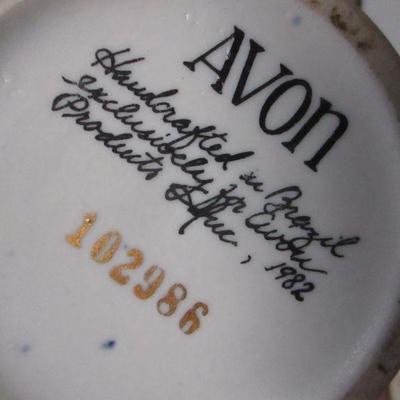 AVON
Handcrafted in Brazil
exclusively for Avon
Products Inc, 1982
102986